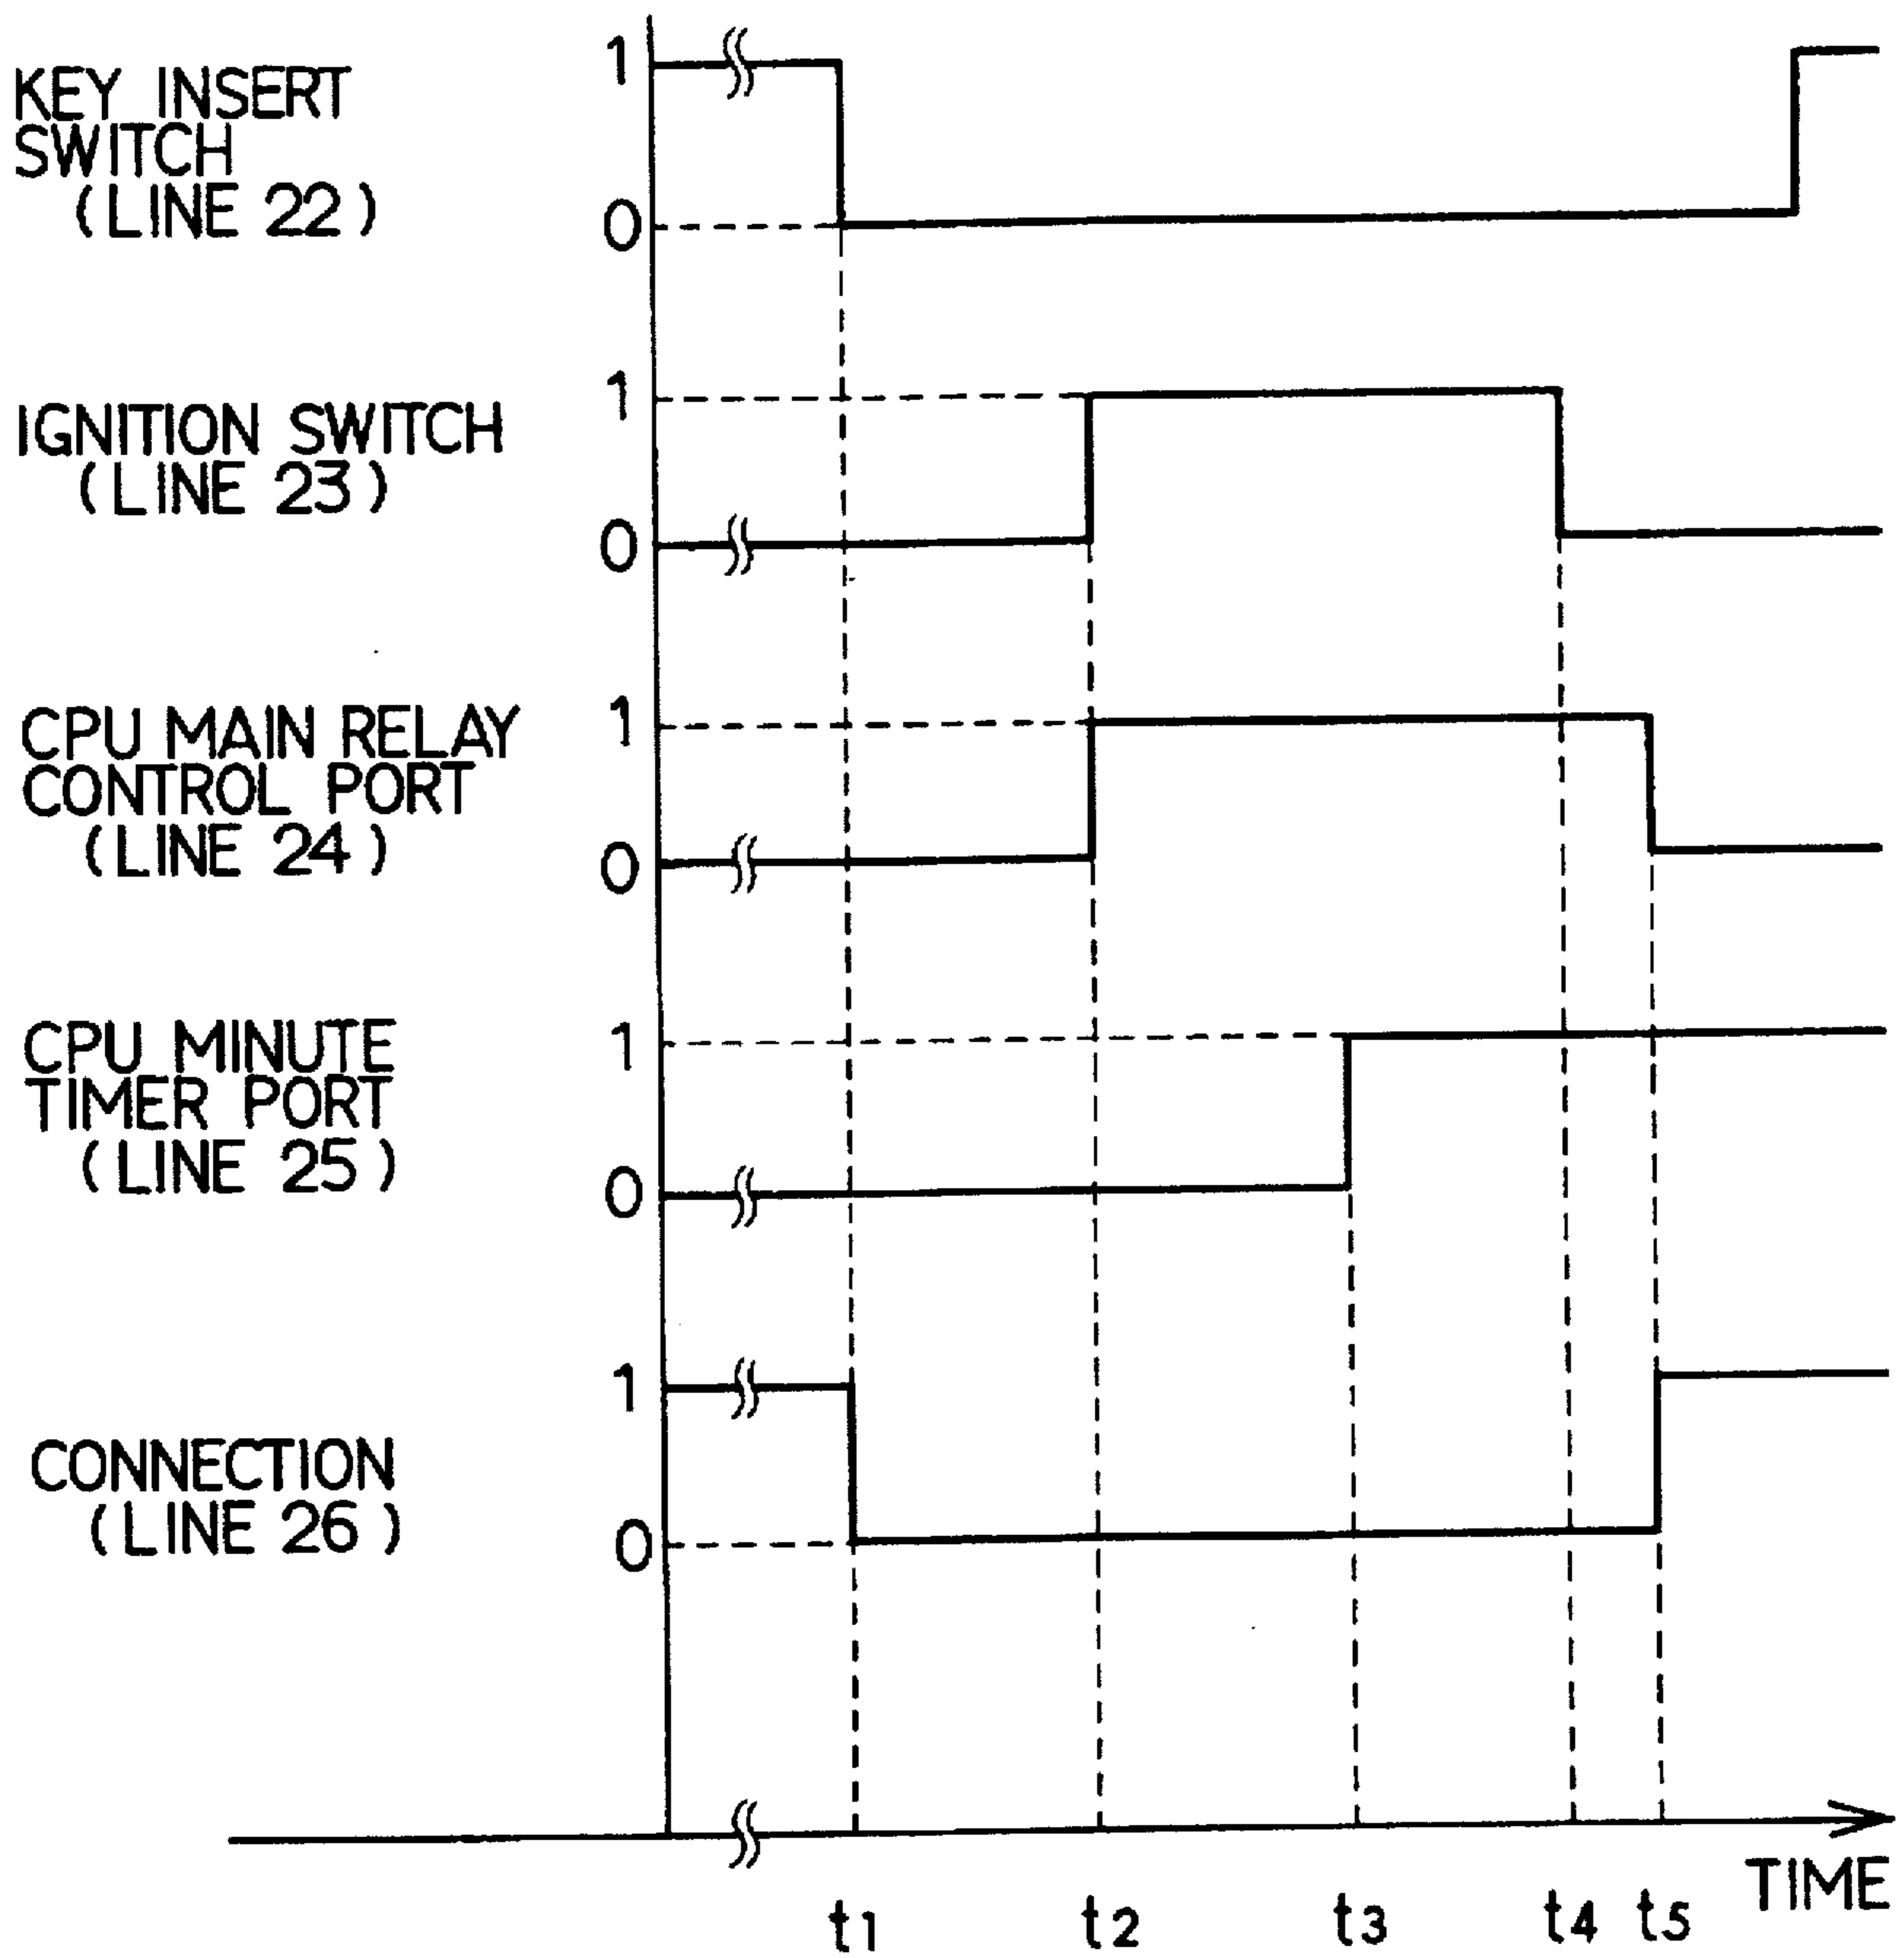 KEY INSERT
SWITCH
(LINE 22)
1
0
IGNITION SWITCH
(LINE 23)
1
0
CPU MAIN RELAY
CONTROL PORT
(LINE 24)
1
0
CPU MINUTE
TIMER PORT
(LINE 25)
1
0
CONNECTION
(LINE 26)
1
0
TIME
t1 t2 t3 t4 t5